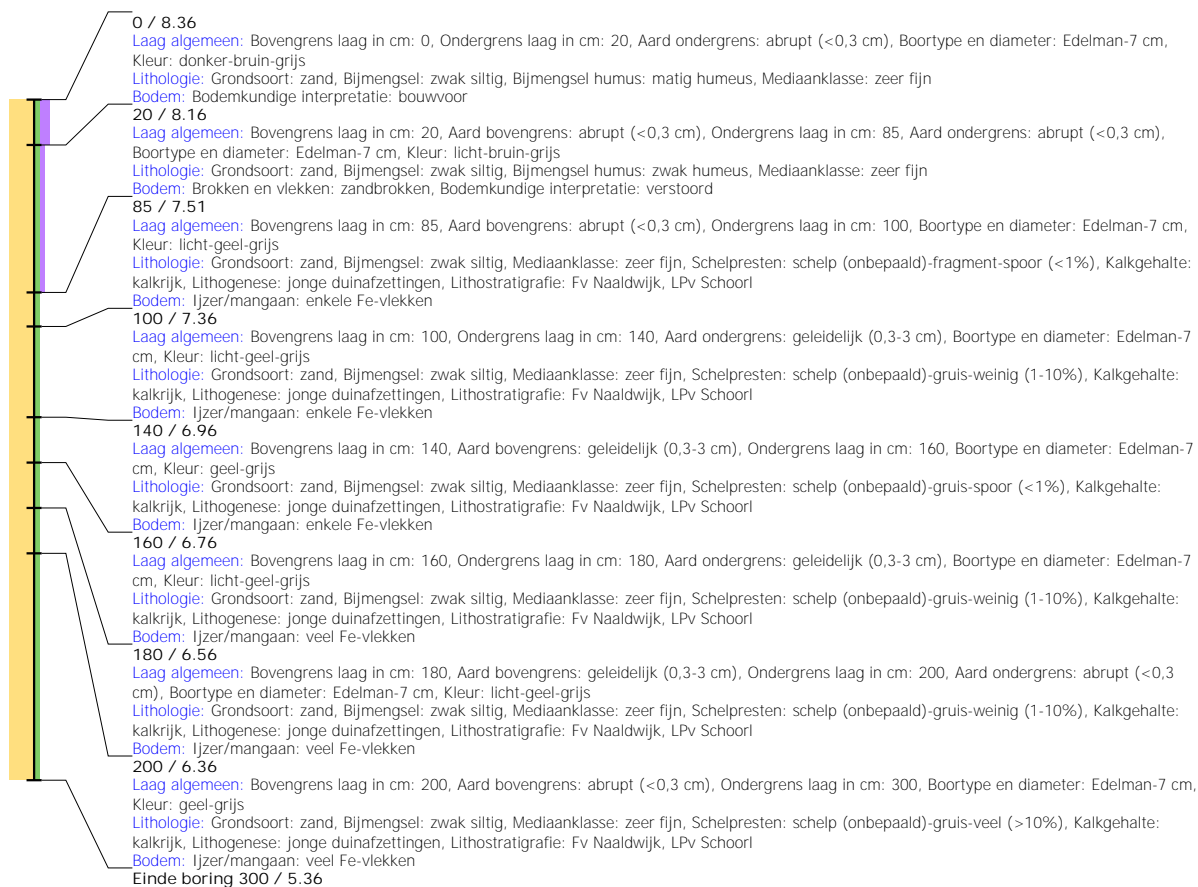 0 / 8.36
Laag algemeen: Bovengrens laag in cm: 0, Ondergrens laag in cm: 20, Aard ondergrens: abrupt (<0,3 cm), Boortype en diameter: Edelman-7 cm,
Kleur: donker-bruin-grijs
Lithologie: Grondsoort: zand, Bijmengsel: zwak siltig, Bijmengsel humus: matig humeus, Mediaanklasse: zeer fijn
Bodem: Bodemkundige interpretatie: bouwvoor
20 / 8.16
Laag algemeen: Bovengrens laag in cm: 20, Aard bovengrens: abrupt (<0,3 cm), Ondergrens laag in cm: 85, Aard ondergrens: abrupt (<0,3 cm),
Boortype en diameter: Edelman-7 cm, Kleur: licht-bruin-grijs
Lithologie: Grondsoort: zand, Bijmengsel: zwak siltig, Bijmengsel humus: zwak humeus, Mediaanklasse: zeer fijn
Bodem: Brokken en vlekken: zandbrokken, Bodemkundige interpretatie: verstoord
85 / 7.51
Laag algemeen: Bovengrens laag in cm: 85, Aard bovengrens: abrupt (<0,3 cm), Ondergrens laag in cm: 100, Boortype en diameter: Edelman-7 cm,
Kleur: licht-geel-grijs
Lithologie: Grondsoort: zand, Bijmengsel: zwak siltig, Mediaanklasse: zeer fijn, Schelpresten: schelp (onbepaald)-fragment-spoor (<1%), Kalkgehalte:
kalkrijk, Lithogenese: jonge duinafzettingen, Lithostratigrafie: Fv Naaldwijk, LPv Schoorl
Bodem: Ijzer/mangaan: enkele Fe-vlekken
100 / 7.36
Laag algemeen: Bovengrens laag in cm: 100, Ondergrens laag in cm: 140, Aard ondergrens: geleidelijk (0,3-3 cm), Boortype en diameter: Edelman-7
cm, Kleur: licht-geel-grijs
Lithologie: Grondsoort: zand, Bijmengsel: zwak siltig, Mediaanklasse: zeer fijn, Schelpresten: schelp (onbepaald)-gruis-weinig (1-10%), Kalkgehalte:
kalkrijk, Lithogenese: jonge duinafzettingen, Lithostratigrafie: Fv Naaldwijk, LPv Schoorl
Bodem: Ijzer/mangaan: enkele Fe-vlekken
140 / 6.96
Laag algemeen: Bovengrens laag in cm: 140, Aard bovengrens: geleidelijk (0,3-3 cm), Ondergrens laag in cm: 160, Boortype en diameter: Edelman-7
cm, Kleur: geel-grijs
Lithologie: Grondsoort: zand, Bijmengsel: zwak siltig, Mediaanklasse: zeer fijn, Schelpresten: schelp (onbepaald)-gruis-spoor (<1%), Kalkgehalte:
kalkrijk, Lithogenese: jonge duinafzettingen, Lithostratigrafie: Fv Naaldwijk, LPv Schoorl
Bodem: Ijzer/mangaan: enkele Fe-vlekken
160 / 6.76
Laag algemeen: Bovengrens laag in cm: 160, Ondergrens laag in cm: 180, Aard ondergrens: geleidelijk (0,3-3 cm), Boortype en diameter: Edelman-7
cm, Kleur: licht-geel-grijs
Lithologie: Grondsoort: zand, Bijmengsel: zwak siltig, Mediaanklasse: zeer fijn, Schelpresten: schelp (onbepaald)-gruis-weinig (1-10%), Kalkgehalte:
kalkrijk, Lithogenese: jonge duinafzettingen, Lithostratigrafie: Fv Naaldwijk, LPv Schoorl
Bodem: Ijzer/mangaan: veel Fe-vlekken
180 / 6.56
Laag algemeen: Bovengrens laag in cm: 180, Aard bovengrens: geleidelijk (0,3-3 cm), Ondergrens laag in cm: 200, Aard ondergrens: abrupt (<0,3
cm), Boortype en diameter: Edelman-7 cm, Kleur: licht-geel-grijs
Lithologie: Grondsoort: zand, Bijmengsel: zwak siltig, Mediaanklasse: zeer fijn, Schelpresten: schelp (onbepaald)-gruis-weinig (1-10%), Kalkgehalte:
kalkrijk, Lithogenese: jonge duinafzettingen, Lithostratigrafie: Fv Naaldwijk, LPv Schoorl
Bodem: Ijzer/mangaan: veel Fe-vlekken
200 / 6.36
Laag algemeen: Bovengrens laag in cm: 200, Aard bovengrens: abrupt (<0,3 cm), Ondergrens laag in cm: 300, Boortype en diameter: Edelman-7 cm,
Kleur: geel-grijs
Lithologie: Grondsoort: zand, Bijmengsel: zwak siltig, Mediaanklasse: zeer fijn, Schelpresten: schelp (onbepaald)-gruis-veel (>10%), Kalkgehalte:
kalkrijk, Lithogenese: jonge duinafzettingen, Lithostratigrafie: Fv Naaldwijk, LPv Schoorl
Bodem: Ijzer/mangaan: veel Fe-vlekken
Einde boring 300 / 5.36